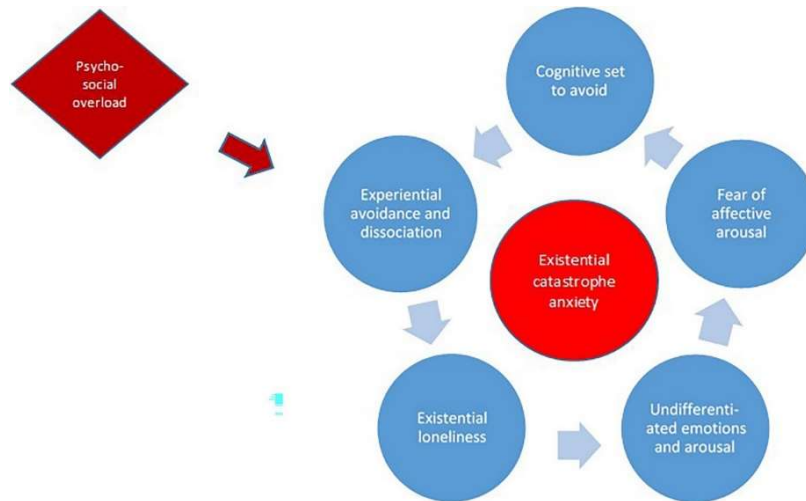 Psycho-
social
overload
Cognitive set
to avoid
Experiential
avoidance and
dissociation
Fear of
affective
arousal
Existential
catastrophe
anxiety
Existential
loneliness
Undifferenti-
ated emotions
and arousal